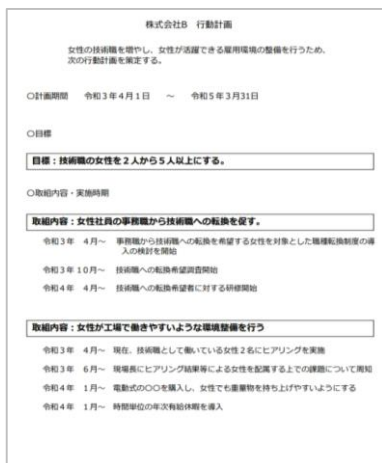 株式会社B 行動計画
女性の技術職を増やし、女性が活躍できる雇用環境の整備を行うため、
次の行動計画を策定する。
〇計画期間 令和3年4月1日 ～ 令和5年3月31日
〇目標
目標：技術職の女性を2人から5人以上にする。
〇取組内容・実施時期
取組内容：女性社員の事務職から技術職への転換を促す。
令和3年 4月～ 事務職から技術職への転換を希望する女性を対象とした職種転換制度の導
入の検討を開始
令和3年10月～ 技術職への転換希望調査開始
令和4年 4月～ 技術職への転換希望者に対する研修開始
取組内容：女性が工場で働きやすいような環境整備を行う
令和3年 4月～ 現在、技術職として働いている女性2名にヒアリングを実施
令和3年 6月～ 現場長にヒアリング結果等による女性を配属する上での課題について周知
令和4年 1月～ 電動式の〇〇を購入し、女性でも重量物を持ち上げやすいようにする
令和4年 1月～ 時間単位の年次有給休暇を導入